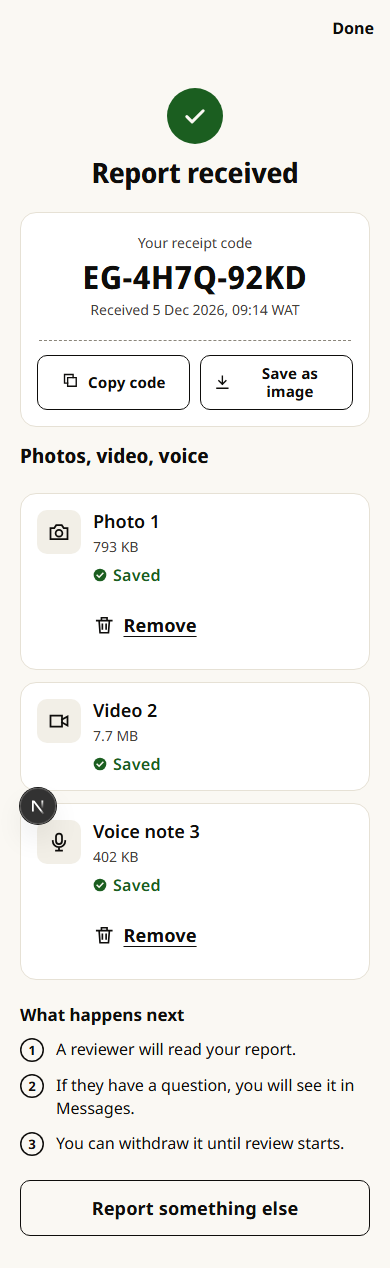 Done
Report received
Your receipt code
EG-4H7Q-92KD
Received 5 Dec 2026, 09:14 WAT
Copy code
Save as
image
Photos, video, voice
Photo 1
793 KB
Saved
Remove
Video 2
7.7 MB
Saved
N
Voice note 3
402 KB
Saved
Remove
What happens next
1 A reviewer will read your report.
2 If they have a question, you will see it in
Messages.
3 You can withdraw it until review starts.
Report something else